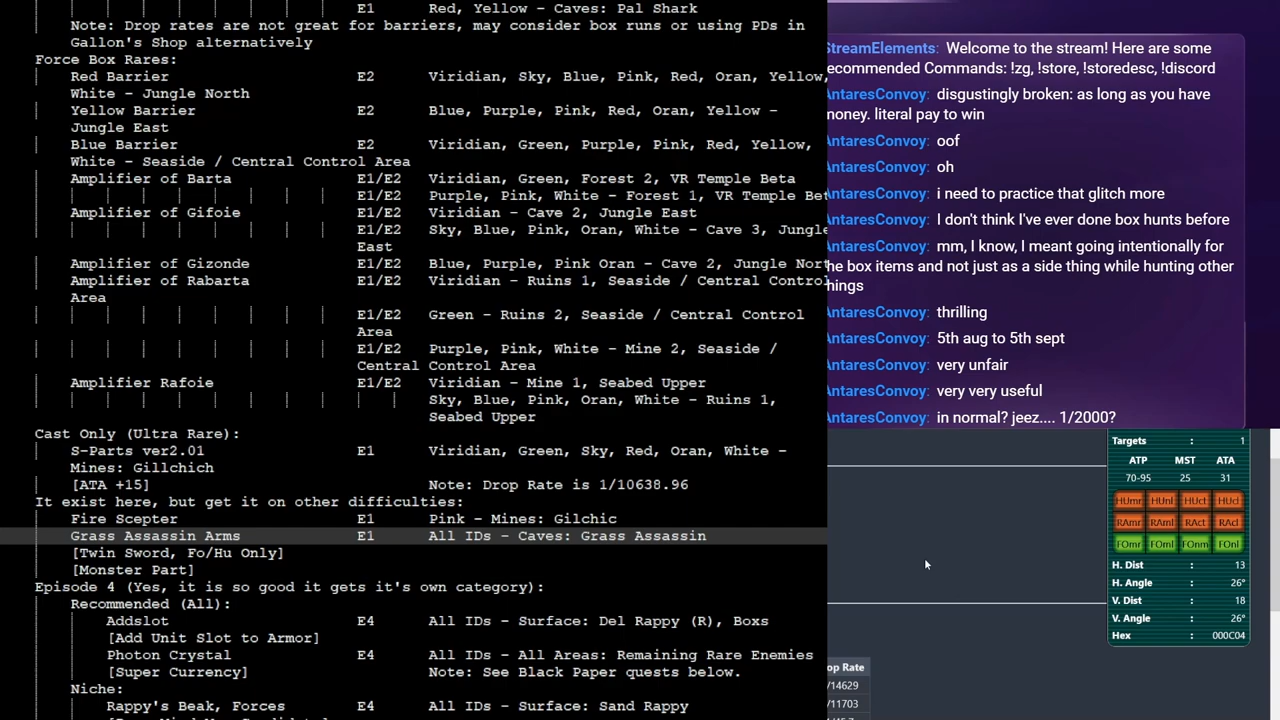 E1 Red, Yellow - Caves: Pal Shark
Note: Drop rates are not great for barriers, may consider box runs or using PDs in
Gallon's Shop alternatively
Force Box Rares:
Red Barrier E2 Viridian, Sky, Blue, Pink, Red, Oran, Yellow,
White - Jungle North
Yellow Barrier E2 Blue, Purple, Pink, Red, Oran, Yellow -
Jungle East
Blue Barrier E2 Viridian, Green, Purple, Pink, Red, Yellow,
White - Seaside / Central Control Area
Amplifier of Barta E1/E2 Viridian, Green, Forest 2, VR Temple Beta
E1/E2 Purple, Pink, White - Forest 1, VR Temple Bet
Amplifier of Gifoie E1/E2 Viridian - Cave 2, Jungle East
E1/E2 Sky, Blue, Pink, Oran, White - Cave 3, Jungle
East
Amplifier of Gizonde E1/E2 Blue, Purple, Pink Oran - Cave 2, Jungle Nort
Amplifier of Rabarta E1/E2 Viridian - Ruins 1, Seaside / Central Control
Area
E1/E2 Green - Ruins 2, Seaside / Central Control
Area
E1/E2 Purple, Pink, White - Mine 2, Seaside /
Central Control Area
Amplifier Rafoie E1/E2 Viridian - Mine 1, Seabed Upper
Sky, Blue, Pink, Oran, White - Ruins 1,
Seabed Upper
Cast Only (Ultra Rare):
S-Parts ver2.01 E1 Viridian, Green, Sky, Red, Oran, White -
Mines: Gillchich
[ATA +15] Note: Drop Rate is 1/10638.96
It exist here, but get it on other difficulties:
Fire Scepter E1 Pink - Mines: Gilchic
Grass Assassin Arms E1 All IDs - Caves: Grass Assassin
[Twin Sword, Fo/Hu Only]
[Monster Part]
Episode 4 (Yes, it is so good it gets it's own category):
Recommended (All):
Addslot E4 All IDs - Surface: Del Rappy (R), Boxs
[Add Unit Slot to Armor]
Photon Crystal E4 All IDs - All Areas: Remaining Rare Enemies
[Super Currency] Note: See Black Paper quests below.
Niche:
Rappy's Beak, Forces E4 All IDs - Surface: Sand Rappy
StreamElements: Welcome to the stream! Here are some
ecommended Commands: !zg, !store, !storedesc, !discord
AntaresConvoy: disgustingly broken: as long as you have
money. literal pay to win
AntaresConvoy: oof
AntaresConvoy: oh
AntaresConvoy: i need to practice that glitch more
AntaresConvoy: I don't think I've ever done box hunts before
AntaresConvoy: mm, I know, I meant going intentionally for
he box items and not just as a side thing while hunting other
hings
AntaresConvoy: thrilling
AntaresConvoy: 5th aug to 5th sept
AntaresConvoy: very unfair
AntaresConvoy: very very useful
AntaresConvoy: in normal? jeez.... 1/2000?
Targets : 1
ATP MST ATA
70-95 25 31
HUmr HUnl HUct HUcl
RAmr RAml RAct RAcl
FOmr FOml FOnm FOnl
H. Dist : 13
H. Angle : 26°
V. Dist : 18
V. Angle : 26°
Hex : 000C04
op Rate
/14629
/11703